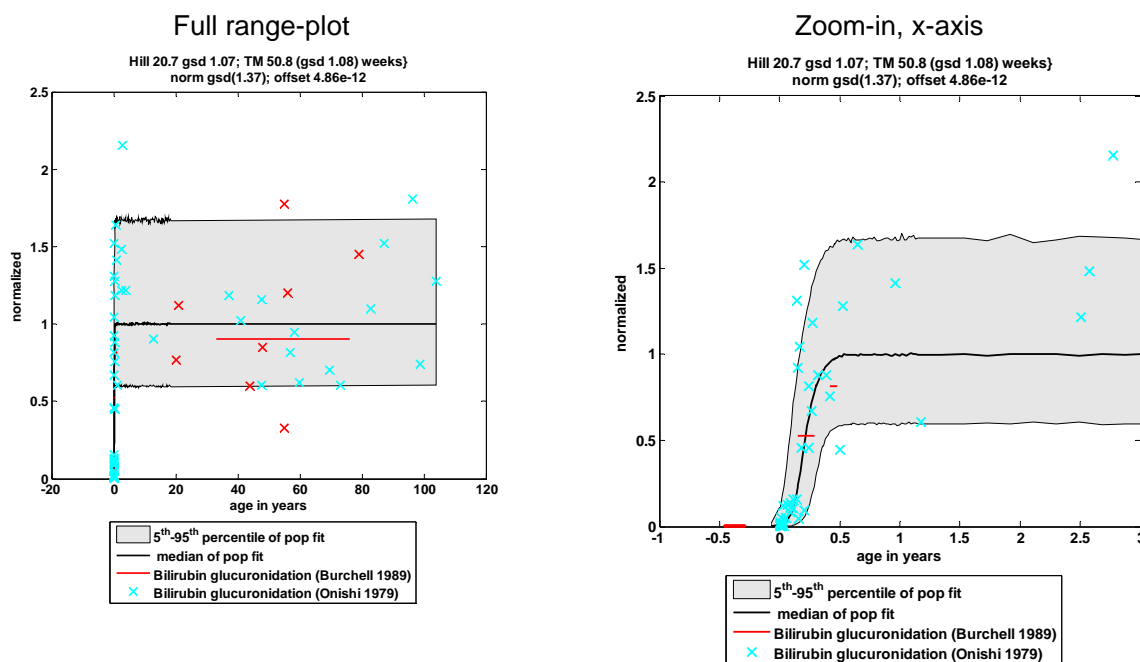 Full range-plot
Hill 20.7 gsd 1.07; TM 50.8 (gsd 1.08) weeks}
norm gsd(1.37); offset 4.86e-12
2.5
2
1.5
1
0.5
0
normalized
-20
0
20
40
60
80
100
120
age in years
5th-95th percentile of pop fit
median of pop fit
Bilirubin glucuronidation (Burchell 1989)
Bilirubin glucuronidation (Onishi 1979)
Zoom-in, x-axis
Hill 20.7 gsd 1.07; TM 50.8 (gsd 1.08) weeks}
norm gsd(1.37); offset 4.86e-12
2.5
2
1.5
1
0.5
0
normalized
-1
-0.5
0
0.5
1
1.5
2
2.5
3
age in years
5th-95th percentile of pop fit
median of pop fit
Bilirubin glucuronidation (Burchell 1989)
Bilirubin glucuronidation (Onishi 1979)